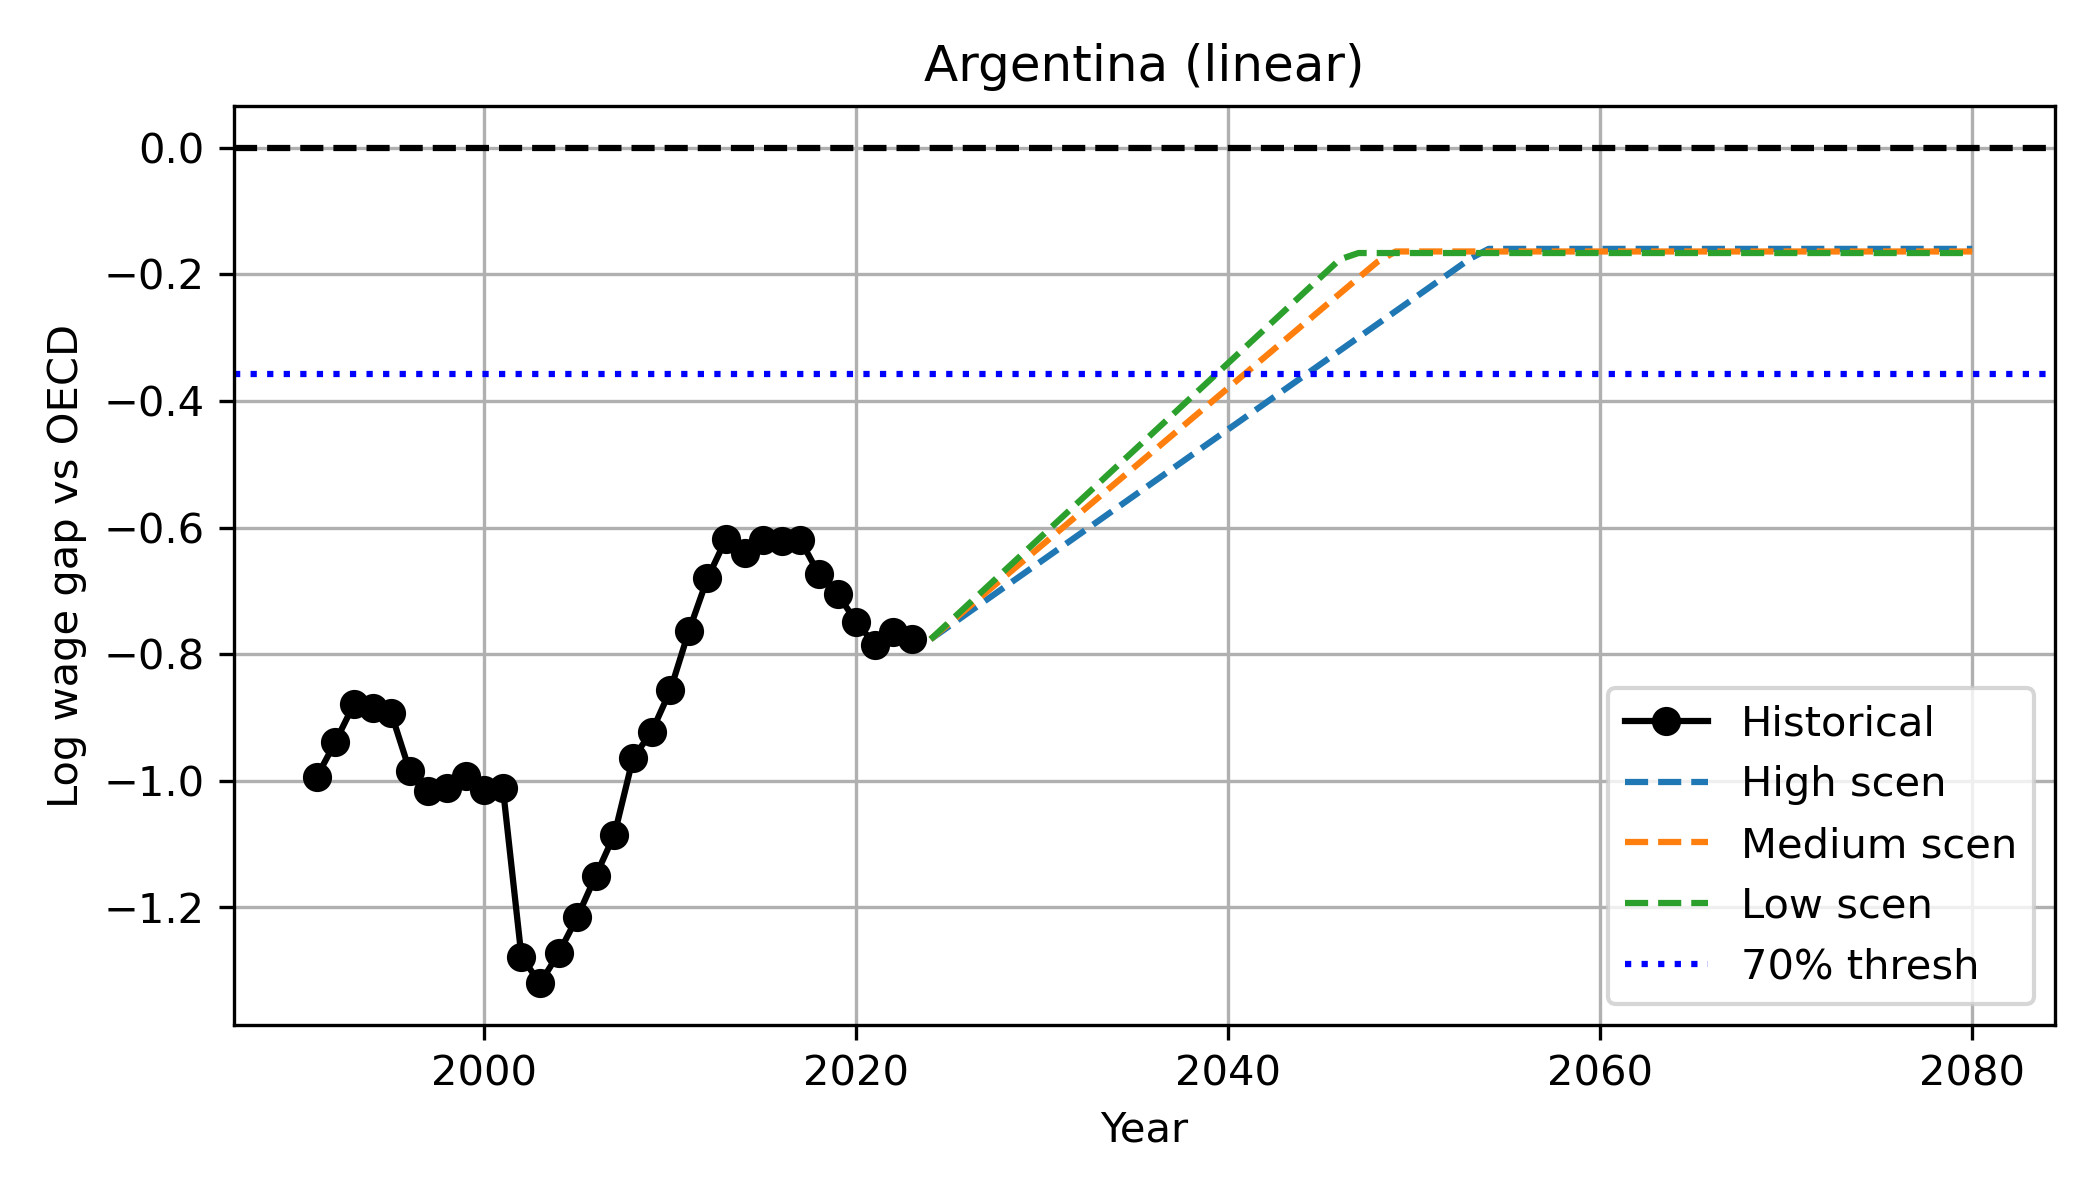 Argentina (linear)
0.0
−0.2
−0.4
−0.6
−0.8
−1.0
−1.2
Log wage gap vs OECD
2000 2020 2040 2060 2080
Year
Historical
High scen
Medium scen
Low scen
70% thresh